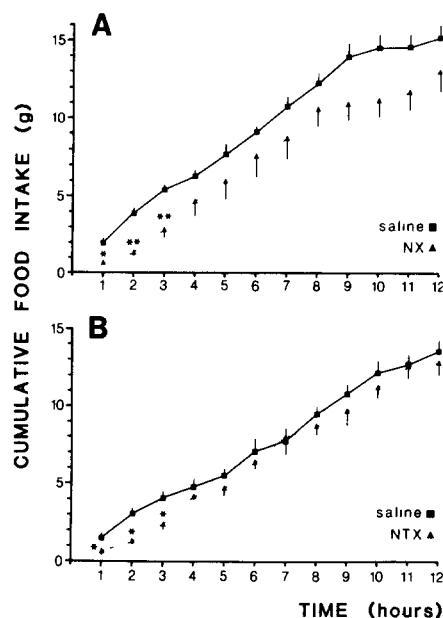 A
15
10
5
0
** **
* 
saline ■
NX ▲
1 2 3 4 5 6 7 8 9 10 11 12
CUMULATIVE FOOD INTAKE (g)
B
15
10
5
0
* * *
saline ■
NTX ▲
1 2 3 4 5 6 7 8 9 10 11 12
TIME (hours)